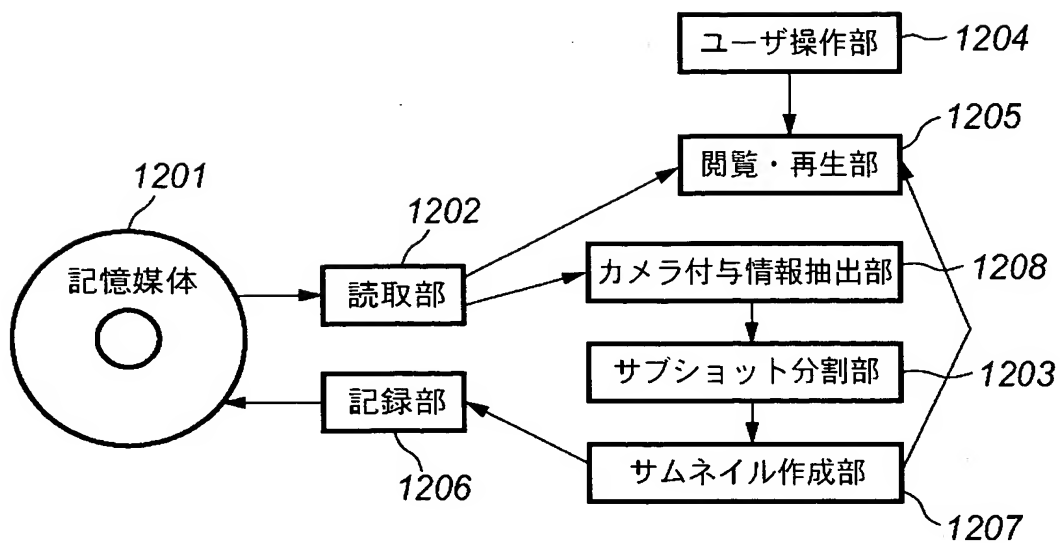 ユーザ操作部
1204
閲覧・再生部
1205
1201
記憶媒体
1202
読取部
カメラ付与情報抽出部
1208
サブショット分割部
1203
記録部
1206
サムネイル作成部
1207